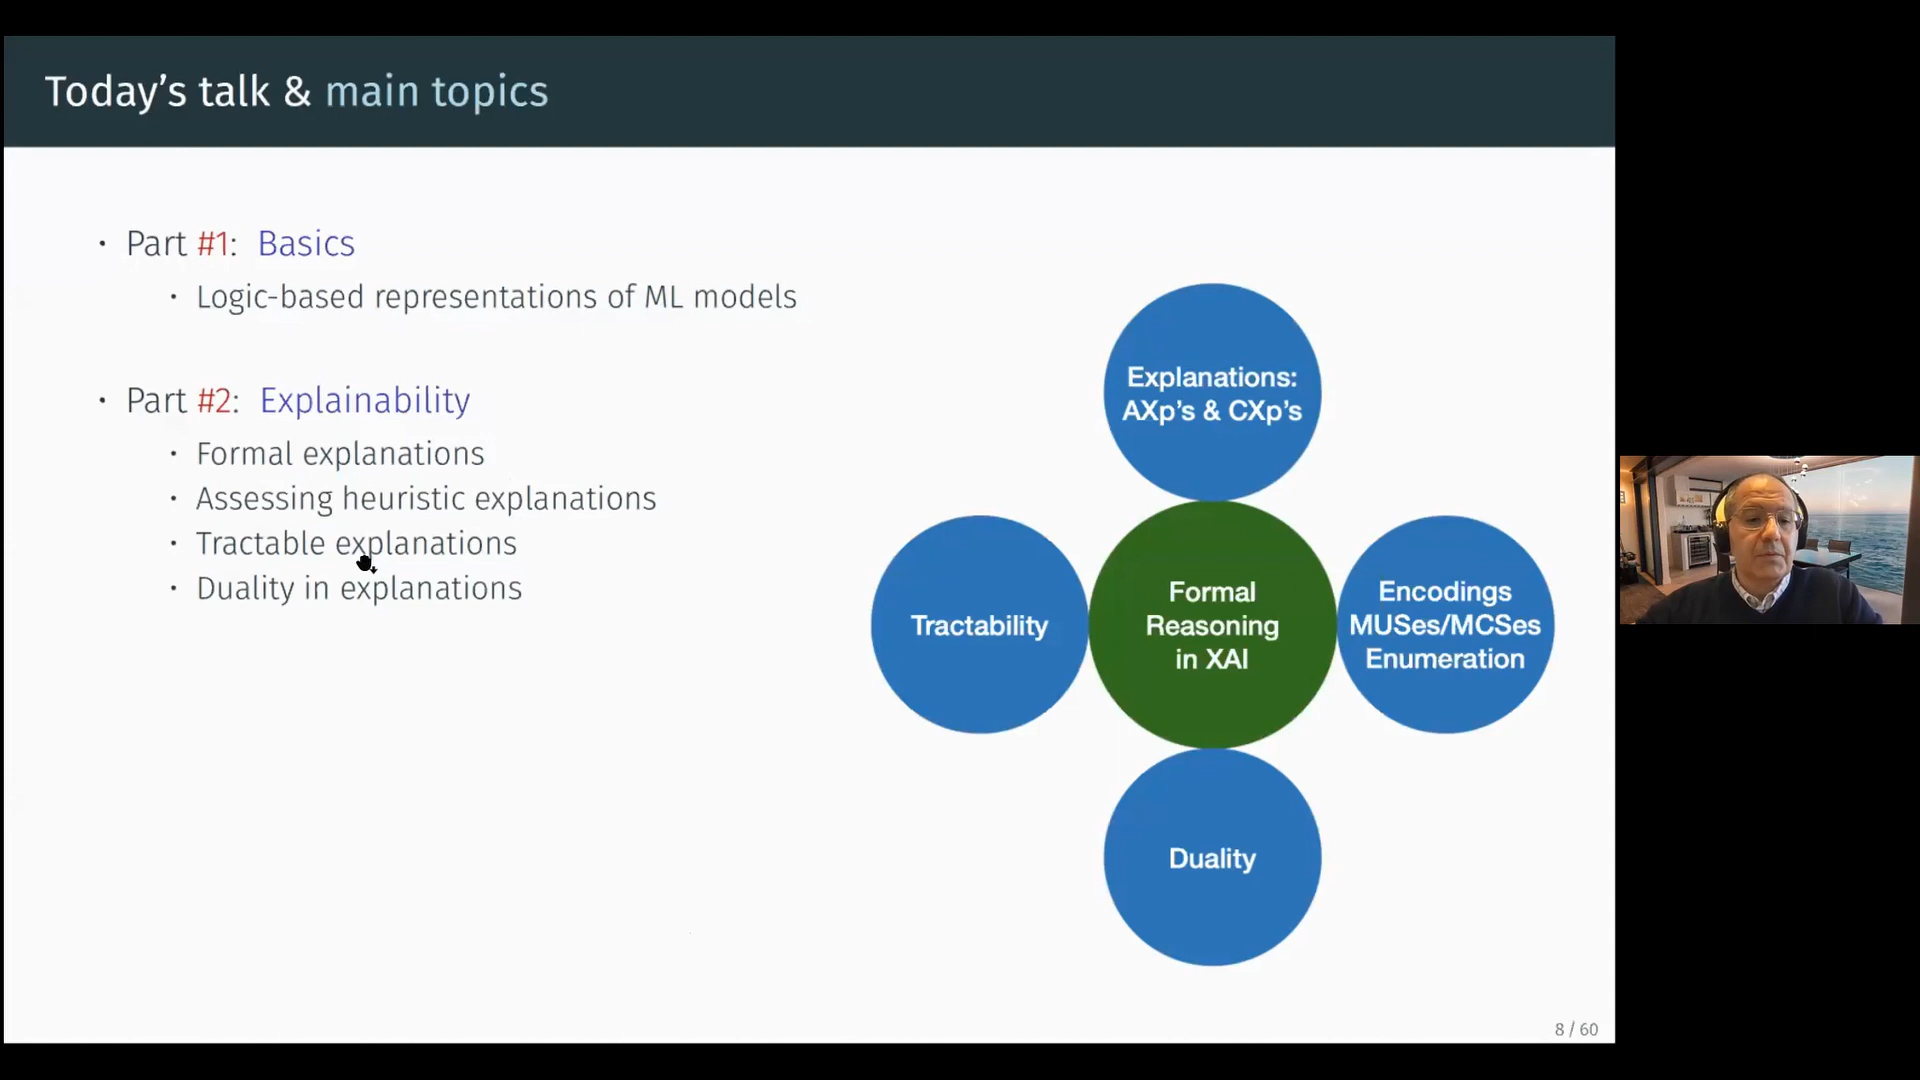 Today's talk & main topics
• Part #1: Basics
• Logic-based representations of ML models
• Part #2: Explainability
• Formal explanations
• Assessing heuristic explanations
• Tractable explanations
• Duality in explanations
Explanations:
AXp's & CXp's
Tractability
Formal
Reasoning
in XAI
Encodings
MUSes/MCSes
Enumeration
Duality
8 / 60